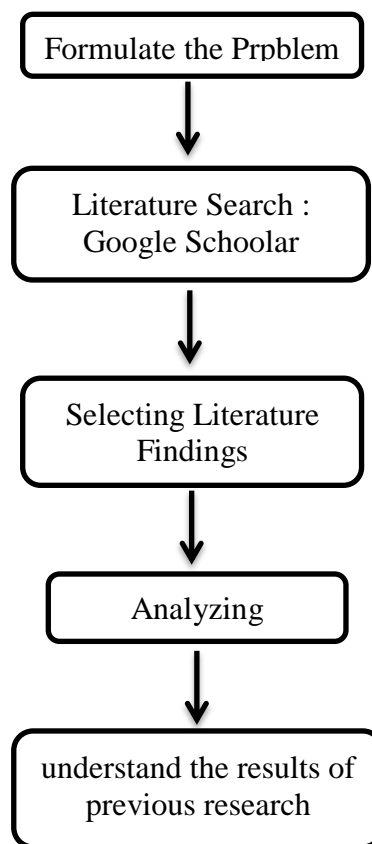 Formulate the Prpblem
Literature Search :
Google Schoolar
Selecting Literature
Findings
Analyzing
understand the results of
previous research